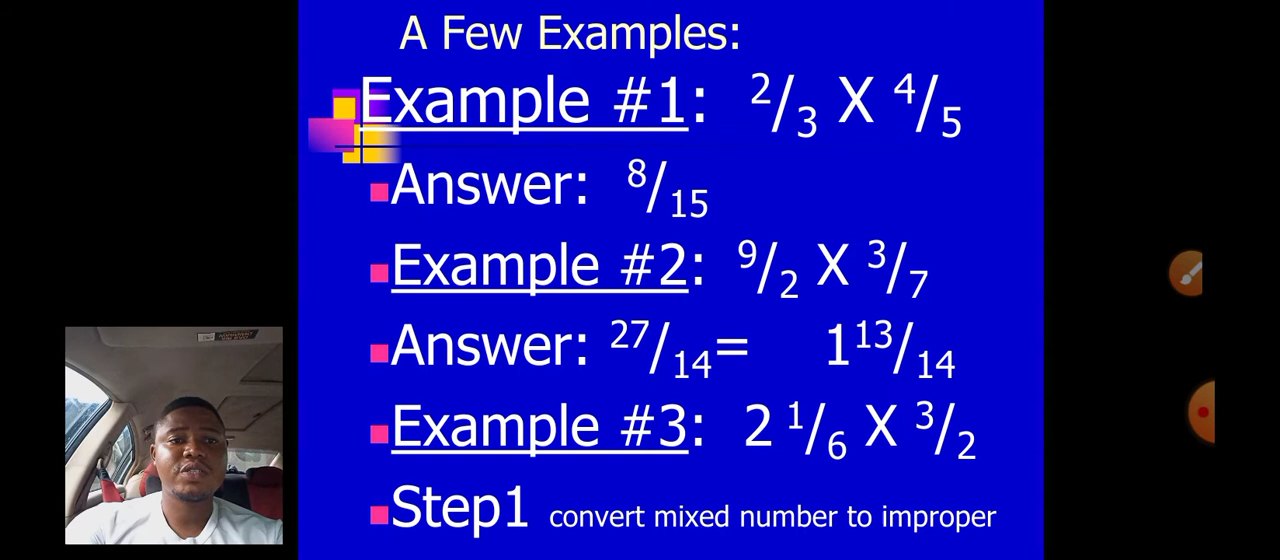 A Few Examples:
Example #1: 2/3 X 4/5
Answer: 8/15
Example #2: 9/2 X 3/7
Answer: 27/14= 1 13/14
Example #3: 2 1/6 X 3/2
Step1 convert mixed number to improper